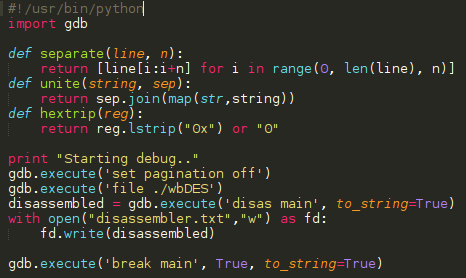 #!/usr/bin/python
import gdb

def separate(line, n):
    return [line[i:i+n] for i in range(0, len(line), n)]
def unite(string, sep):
    return sep.join(map(str,string))
def hextrip(reg):
    return reg.lstrip("0x") or "0"

print "Starting debug.."
gdb.execute('set pagination off')
gdb.execute('file ./wbDES')
disassembled = gdb.execute('disas main', to_string=True)
with open("disassembler.txt","w") as fd:
    fd.write(disassembled)

gdb.execute('break main', True, to_string=True)